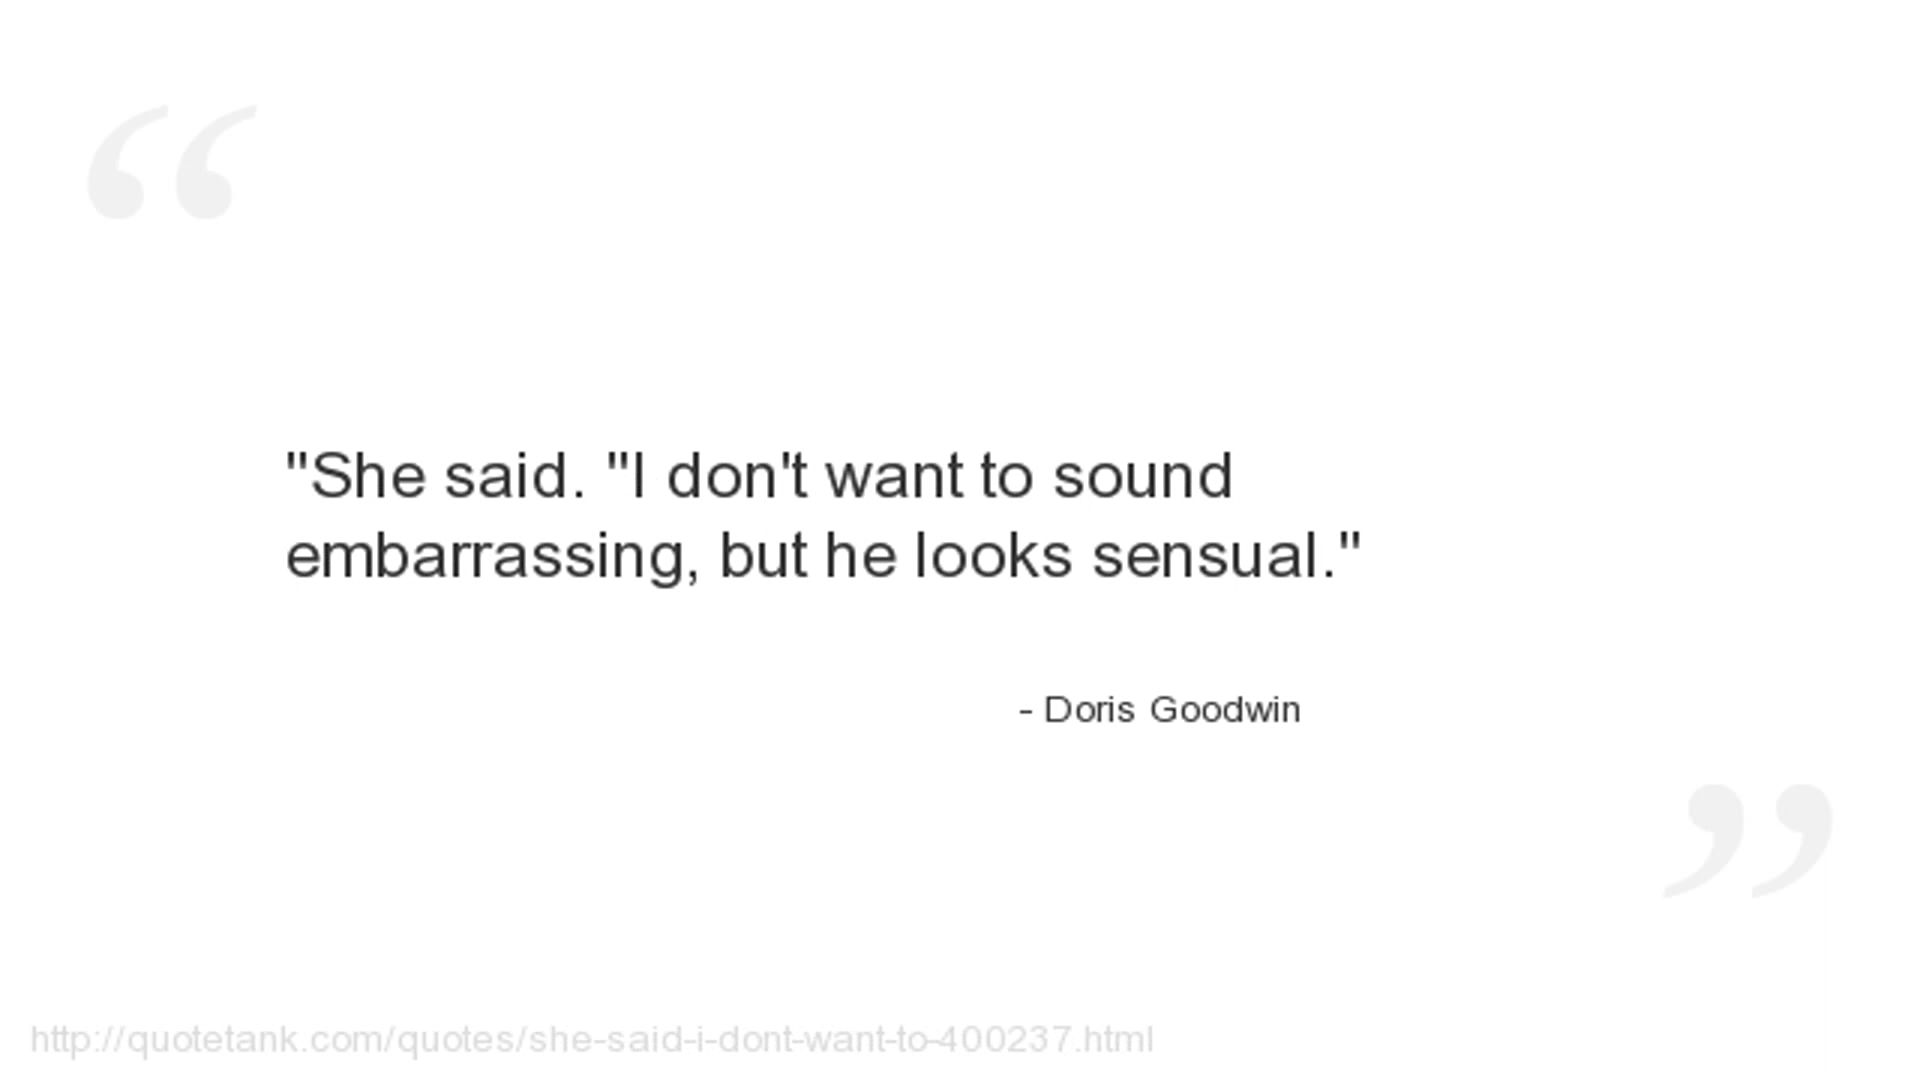 "She said. "I don't want to sound
embarrassing, but he looks sensual."
- Doris Goodwin
http://quotetank.com/quotes/she-said-i-dont-want-to-400237.html